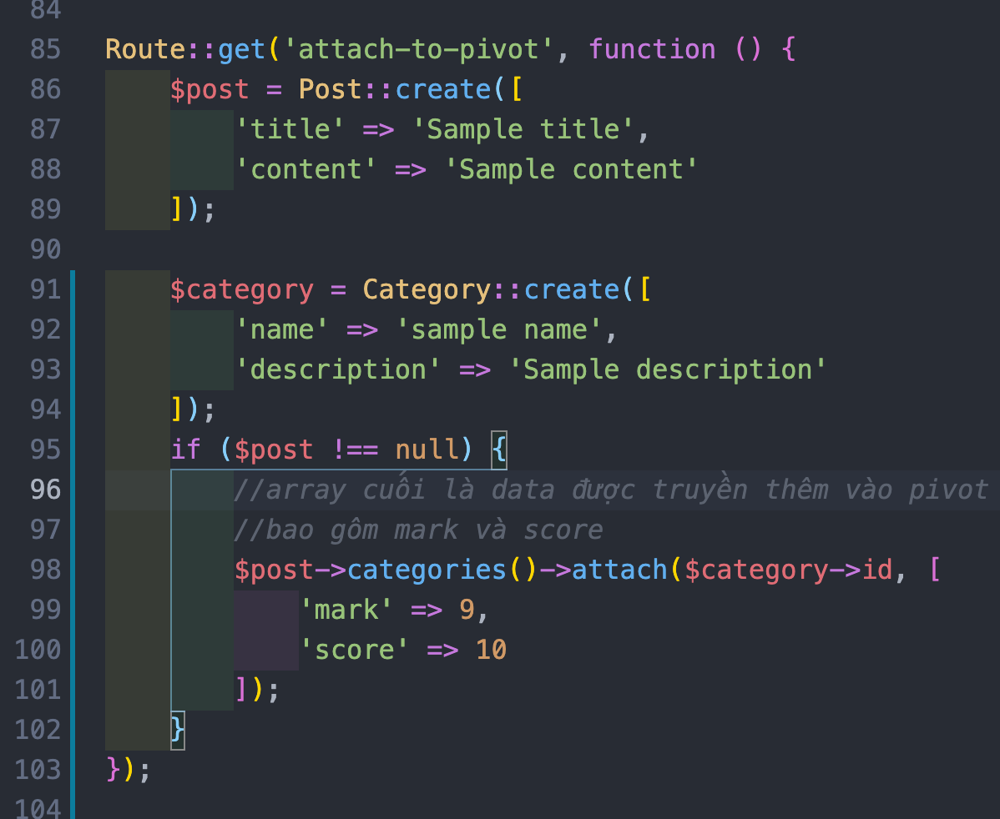 84
85 Route::get('attach-to-pivot', function () {
86 $post = Post::create([
87 'title' => 'Sample title',
88 'content' => 'Sample content'
89 ]);
90
91 $category = Category::create([
92 'name' => 'sample name',
93 'description' => 'Sample description'
94 ]);
95 if ($post !== null) {
96 //array cuối là data được truyền thêm vào pivot
97 //bao gôm mark và score
98 $post->categories()->attach($category->id, [
99 'mark' => 9,
100 'score' => 10
101 ]);
102 }
103 });
104